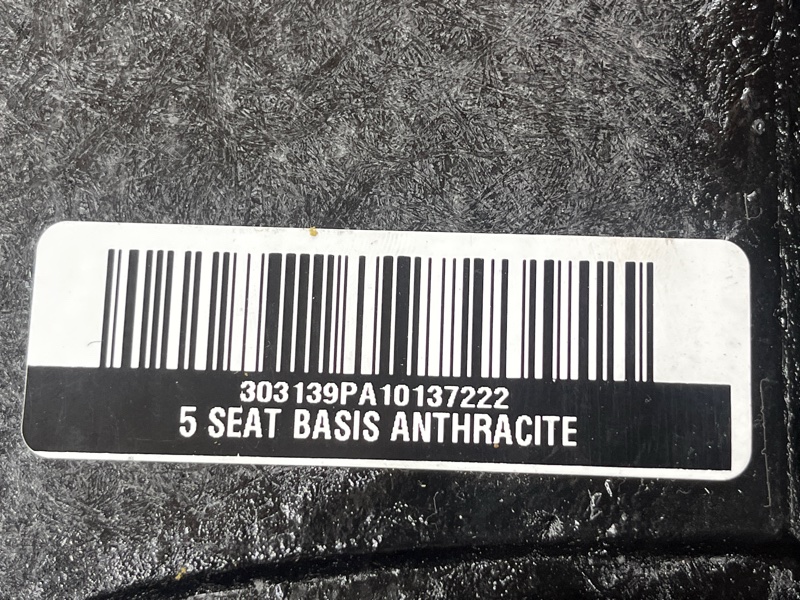 303139PA10137222
5 SEAT BASIS ANTHRACITE